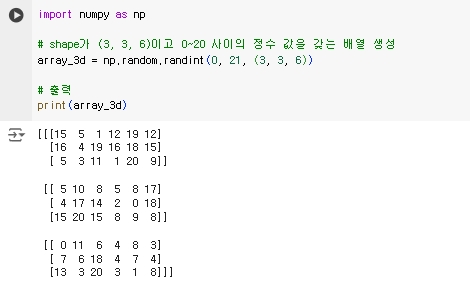 import numpy as np
# shape가 (3, 3, 6)이고 0~20 사이의 정수 값을 갖는 배열 생성
array_3d = np.random.randint(0, 21, (3, 3, 6))
# 출력
print(array_3d)
[[[15  5  1 12 19 12]
  [16  4 19 16 18 15]
  [ 5  3 11  1 20  9]]
 [[ 5 10  8  5  8 17]
  [ 4 17 14  2  0 18]
  [15 20 15  8  9  8]]
 [[ 0 11  6  4  8  3]
  [ 7  6 18  4  7  4]
  [13  3 20  3  1  8]]]